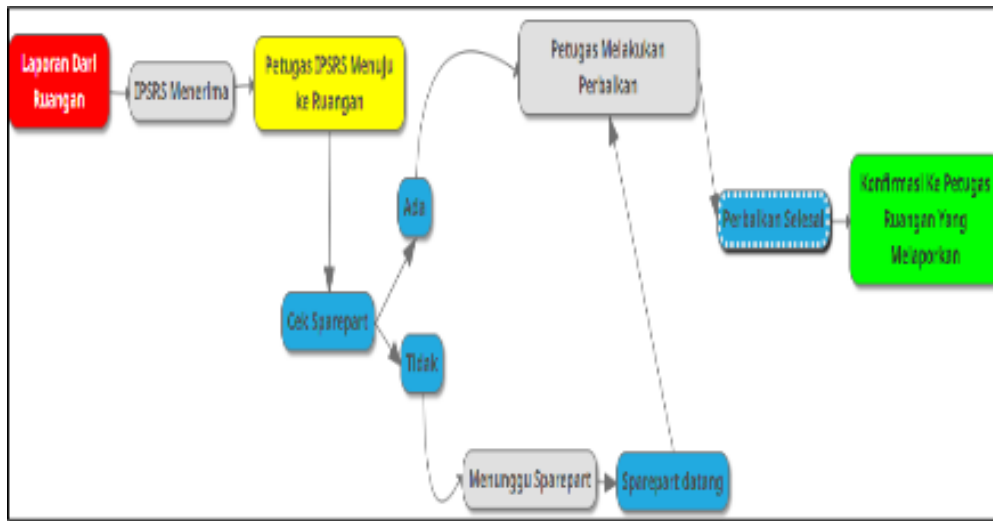 Laporan Dari
Ruangan
IPSRS Menerima
Petugas IPSRS Menuju
ke Ruangan
Cek Sparepart
Ada
Tidak
Menunggu Sparepart
Sparepart datang
Petugas Melakukan
Perbaikan
Perbaikan Selesai
Konfirmasi Ke Petugas
Ruangan Yang
Melaporkan